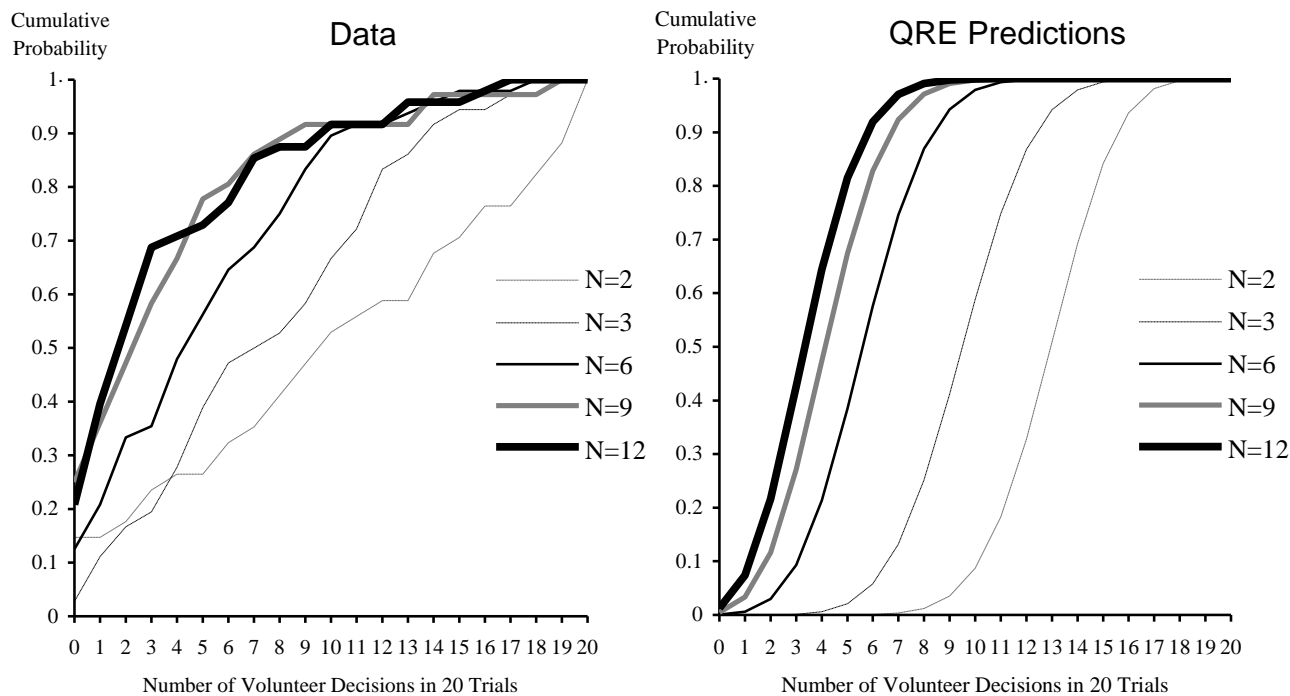 Cumulative
Probability
Data
1.
0.9
0.8
0.7
0.6
0.5
0.4
0.3
0.2
0.1
0
0 1 2 3 4 5 6 7 8 9 10 11 12 13 14 15 16 17 18 19 20
Number of Volunteer Decisions in 20 Trials
N=2
N=3
N=6
N=9
N=12
Cumulative
Probability
QRE Predictions
1.
0.9
0.8
0.7
0.6
0.5
0.4
0.3
0.2
0.1
0
0 1 2 3 4 5 6 7 8 9 10 11 12 13 14 15 16 17 18 19 20
Number of Volunteer Decisions in 20 Trials
N=2
N=3
N=6
N=9
N=12